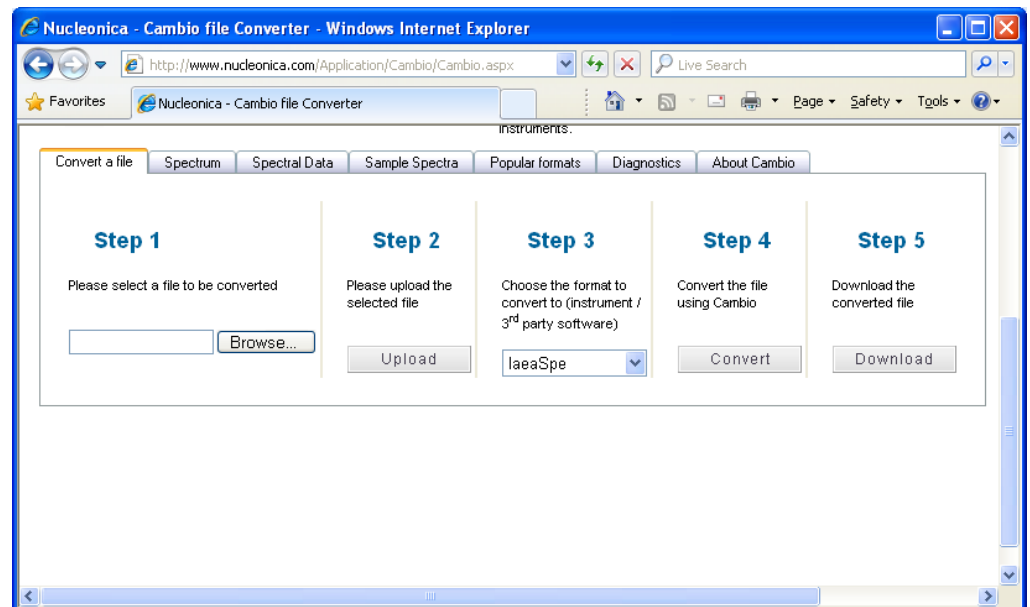 Nucleonica - Cambio file Converter - Windows Internet Explorer
http://www.nucleonica.com/Application/Cambio/Cambio.aspx
Live Search
Favorites
Nucleonica - Cambio file Converter
Page
Safety
Tools
instruments.
Convert a file
Spectrum
Spectral Data
Sample Spectra
Popular formats
Diagnostics
About Cambio
Step 1
Please select a file to be converted
Browse...
Step 2
Please upload the
selected file
Upload
Step 3
Choose the format to
convert to (instrument /
3rd party software)
IaeaSpe
Step 4
Convert the file
using Cambio
Convert
Step 5
Download the
converted file
Download